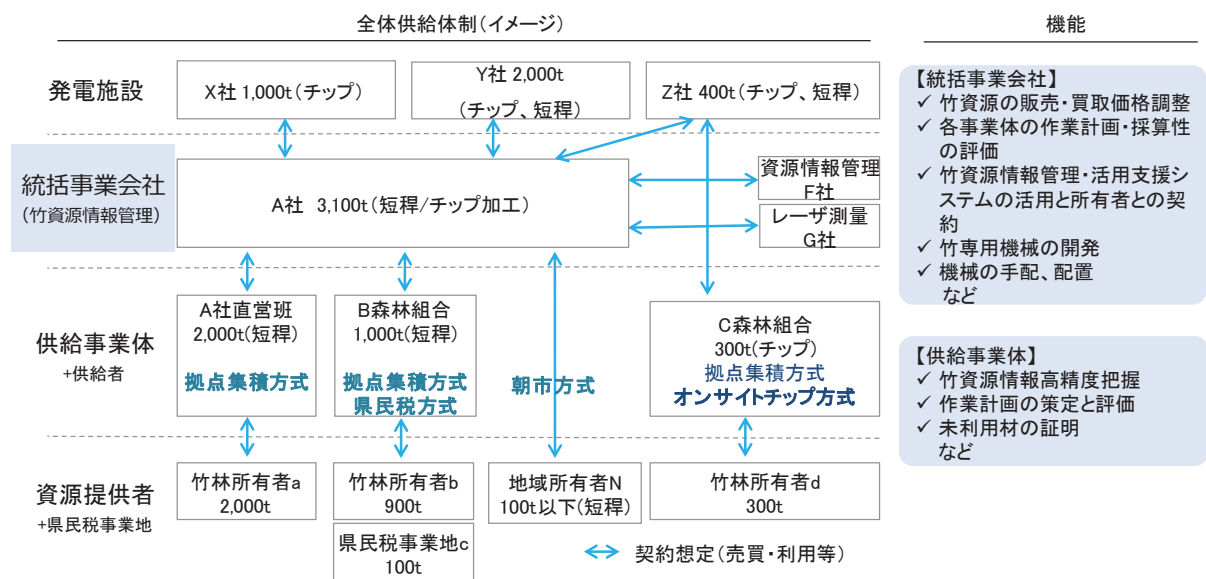 全体供給体制(イメージ)
機能
発電施設
X社 1,000t(チップ)
Y社 2,000t
(チップ、短稈)
Z社 400t(チップ、短稈)
統括事業会社
(竹資源情報管理)
A社 3,100t(短稈/チップ加工)
資源情報管理
F社
レーザ測量
G社
供給事業体
+供給者
A社直営班
2,000t(短稈)
拠点集積方式
B森林組合
1,000t(短稈)
拠点集積方式
県民税方式
朝市方式
C森林組合
300t(チップ)
拠点集積方式
オンサイトチップ方式
資源提供者
+県民税事業地
竹林所有者a
2,000t
竹林所有者b
900t
県民税事業地c
100t
地域所有者N
100t以下(短稈)
竹林所有者d
300t
契約想定(売買・利用等)
【統括事業会社】
✓ 竹資源の販売・買取価格調整
✓ 各事業体の作業計画・採算性
の評価
✓ 竹資源情報管理・活用支援シ
ステムの活用と所有者との契
約
✓ 竹専用機械の開発
✓ 機械の手配、配置
など
【供給事業体】
✓ 竹資源情報高精度把握
✓ 作業計画の策定と評価
✓ 未利用材の証明
など